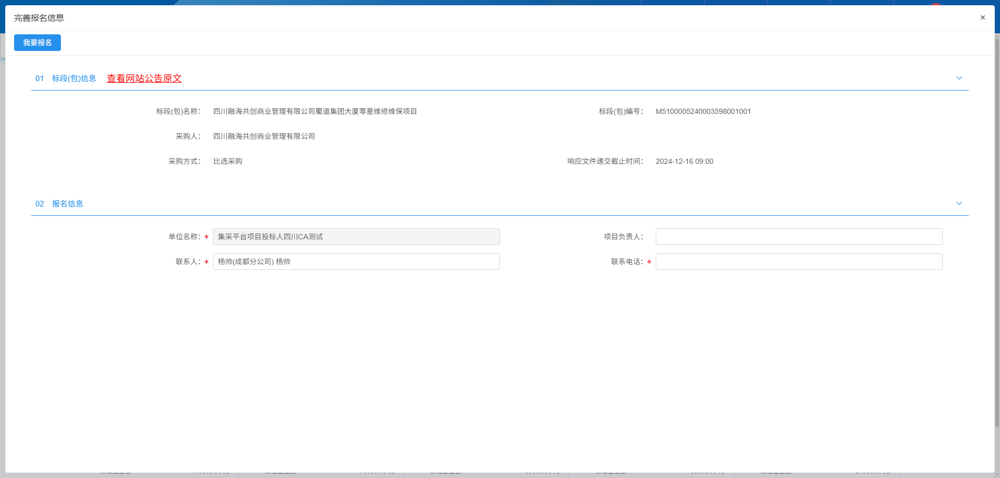 完善报名信息
×
我要报名
01 标段(包)信息 查看网站公告原文
标段(包)名称： 四川融海共创商业管理有限公司蜀道集团大厦零星维修维保项目 标段(包)编号： M5100005240003598001001
采购人： 四川融海共创商业管理有限公司
采购方式： 比选采购 响应文件递交截止时间： 2024-12-16 09:00
02 报名信息
单位名称：* 集采平台项目投标人四川CA测试 项目负责人：
联系人：* 杨帅(成都分公司) 杨帅 联系电话：*